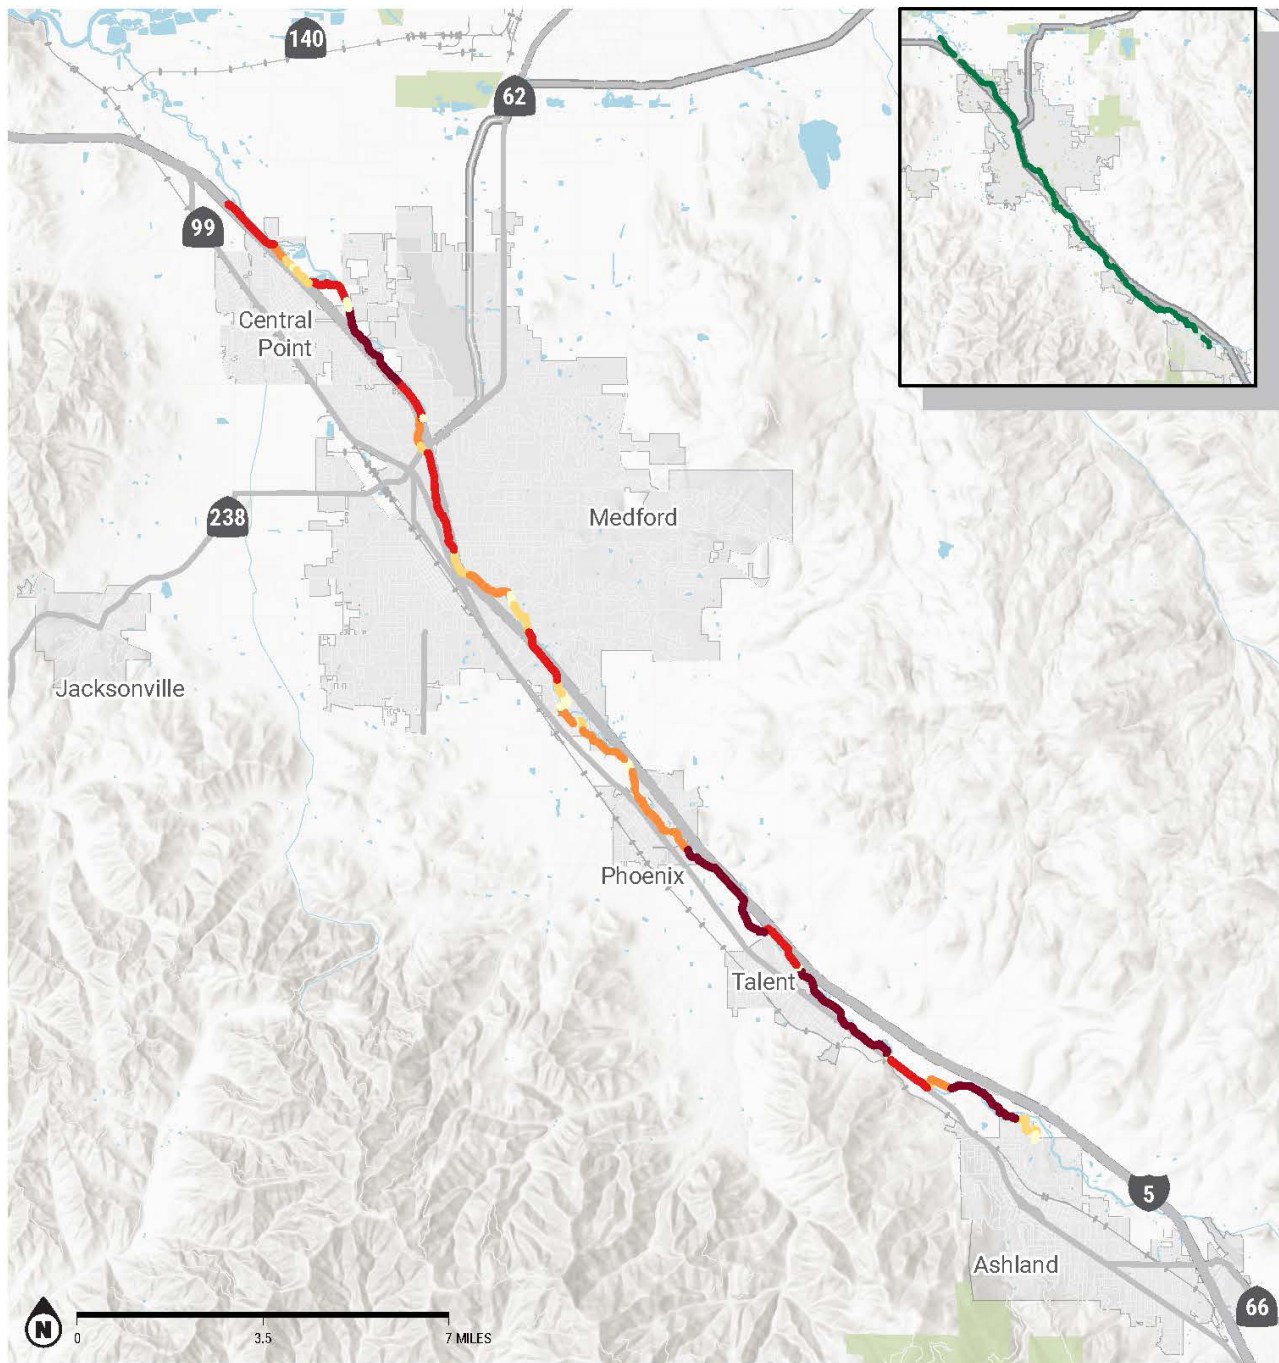 140
62
99
Central
Point
238
Medford
Jacksonville
Phoenix
Talent
5
Ashland
66
N
0
3.5
7 MILES